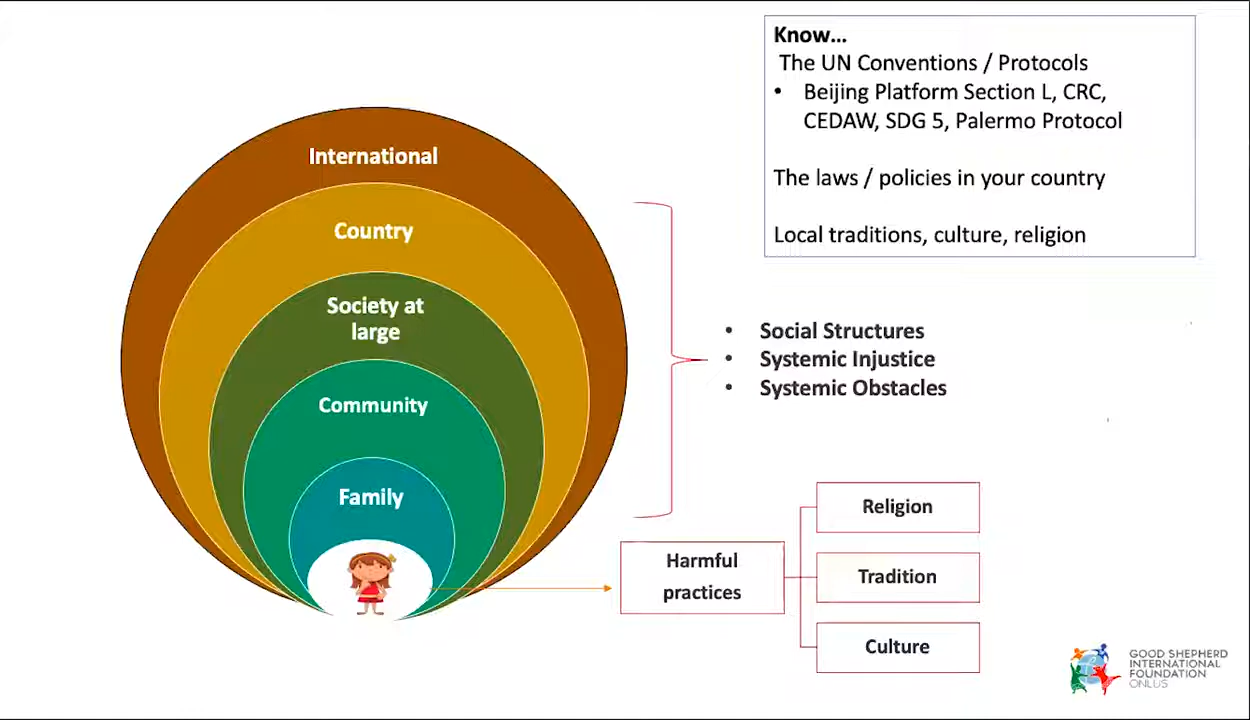 Know...
The UN Conventions / Protocols
• Beijing Platform Section L, CRC,
CEDAW, SDG 5, Palermo Protocol
The laws / policies in your country
Local traditions, culture, religion
International
Country
Society at
large
Community
Family
• Social Structures
• Systemic Injustice
• Systemic Obstacles
Harmful
practices
Religion
Tradition
Culture
GOOD SHEPHERD
INTERNATIONAL
FOUNDATION
ONLUS